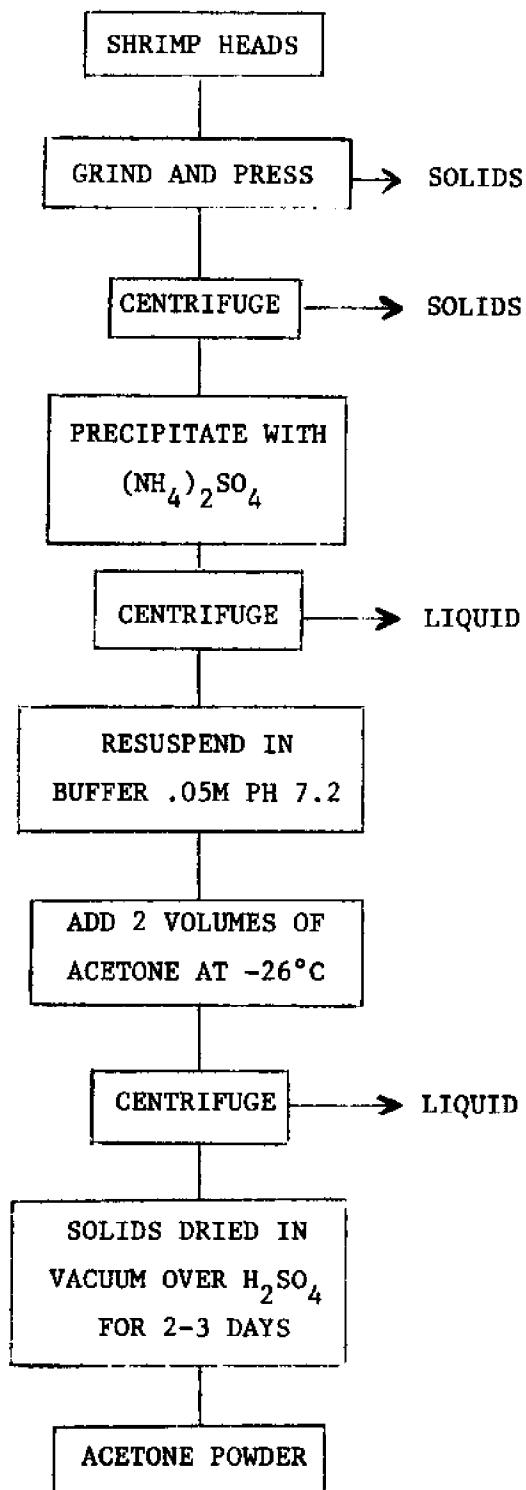 SHRIMP HEADS
GRIND AND PRESS
SOLIDS
CENTRIFUGE
SOLIDS
PRECIPITATE WITH
(NH₄)₂SO₄
CENTRIFUGE
LIQUID
RESUSPEND IN
BUFFER .05M PH 7.2
ADD 2 VOLUMES OF
ACETONE AT -26°C
CENTRIFUGE
LIQUID
SOLIDS DRIED IN
VACUUM OVER H₂SO₄
FOR 2-3 DAYS
ACETONE POWDER